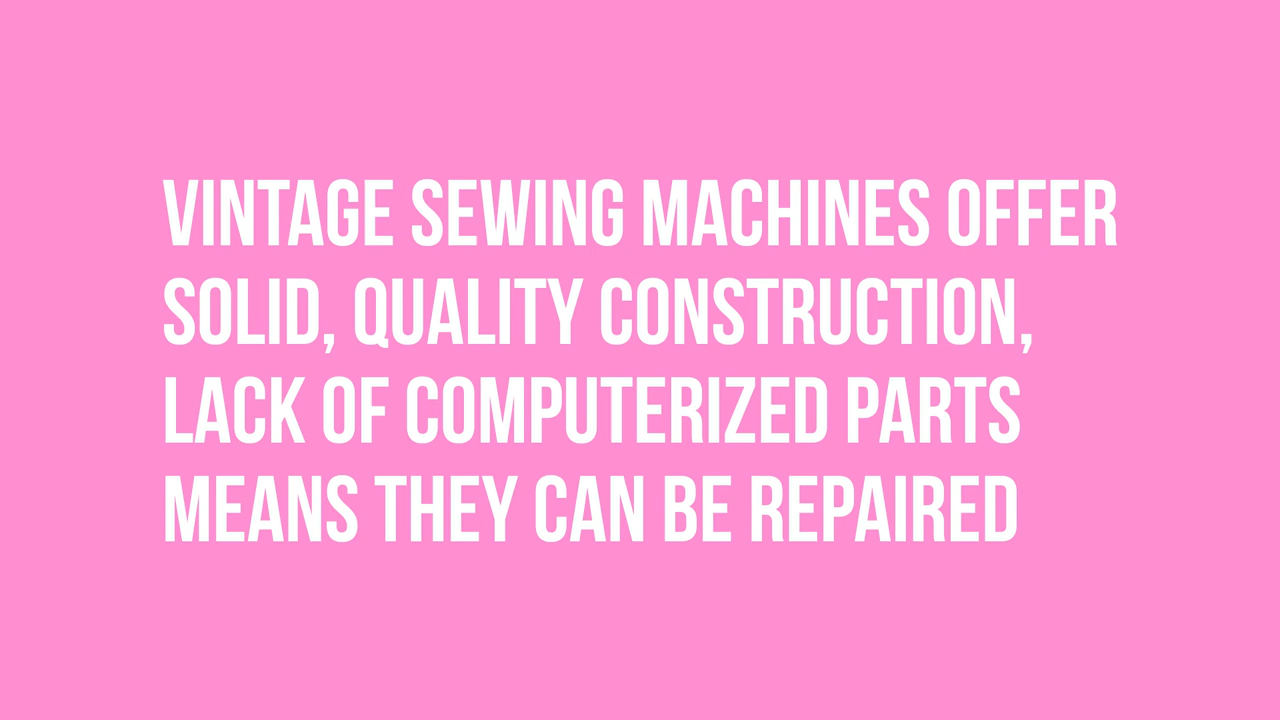 VINTAGE SEWING MACHINES OFFER
SOLID, QUALITY CONSTRUCTION,
LACK OF COMPUTERIZED PARTS
MEANS THEY CAN BE REPAIRED